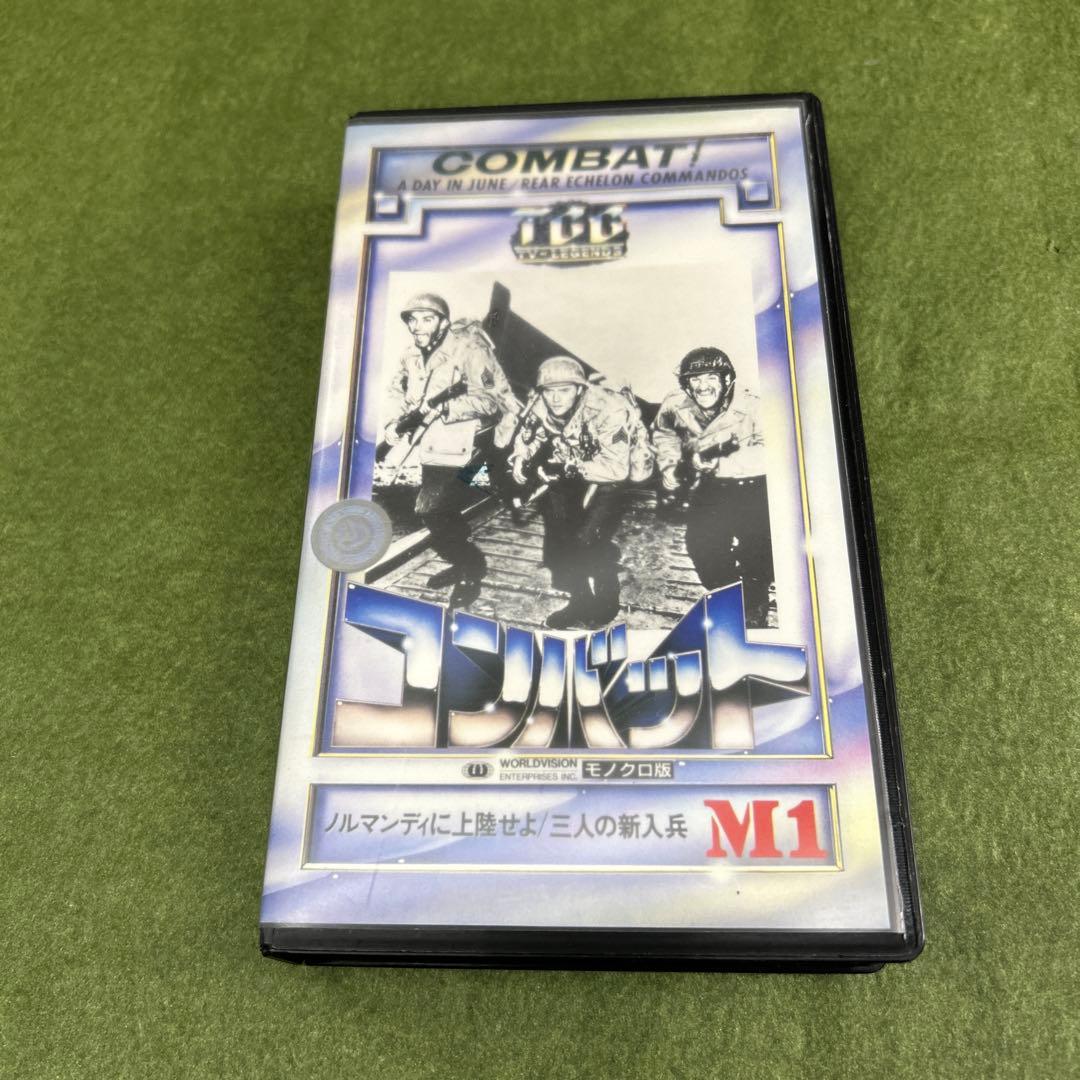 COMBAT!
A DAY IN JUNE/REAR ECHELON COMMANDOS
TCC
TV-LEGENDS
コンバット
WORLDVISION
ENTERPRISES INC. モノクロ版
ノルマンディに上陸せよ/三人の新入兵 M1